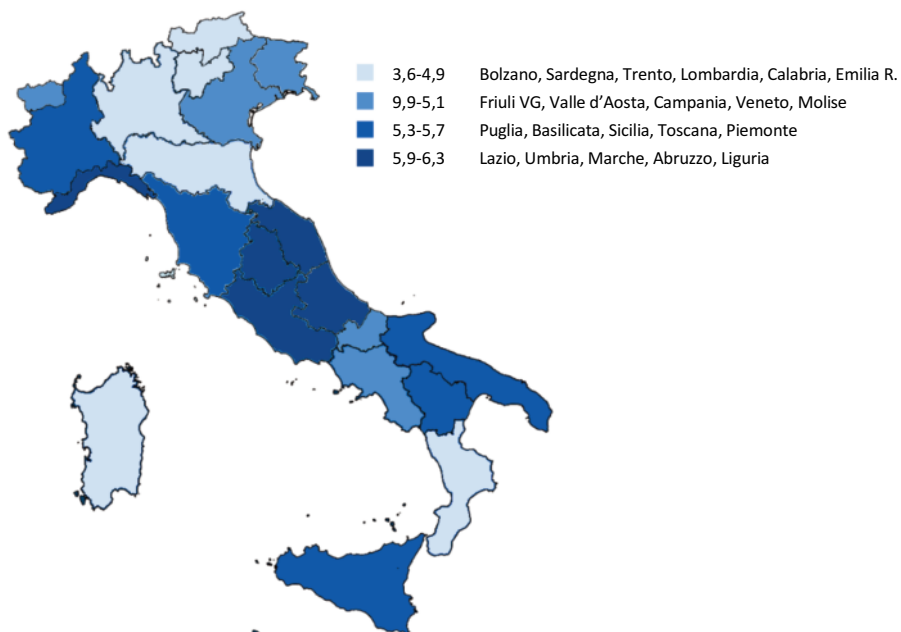 3,6-4,9 Bolzano, Sardegna, Trento, Lombardia, Calabria, Emilia R.
9,9-5,1 Friuli VG, Valle d’Aosta, Campania, Veneto, Molise
5,3-5,7 Puglia, Basilicata, Sicilia, Toscana, Piemonte
5,9-6,3 Lazio, Umbria, Marche, Abruzzo, Liguria